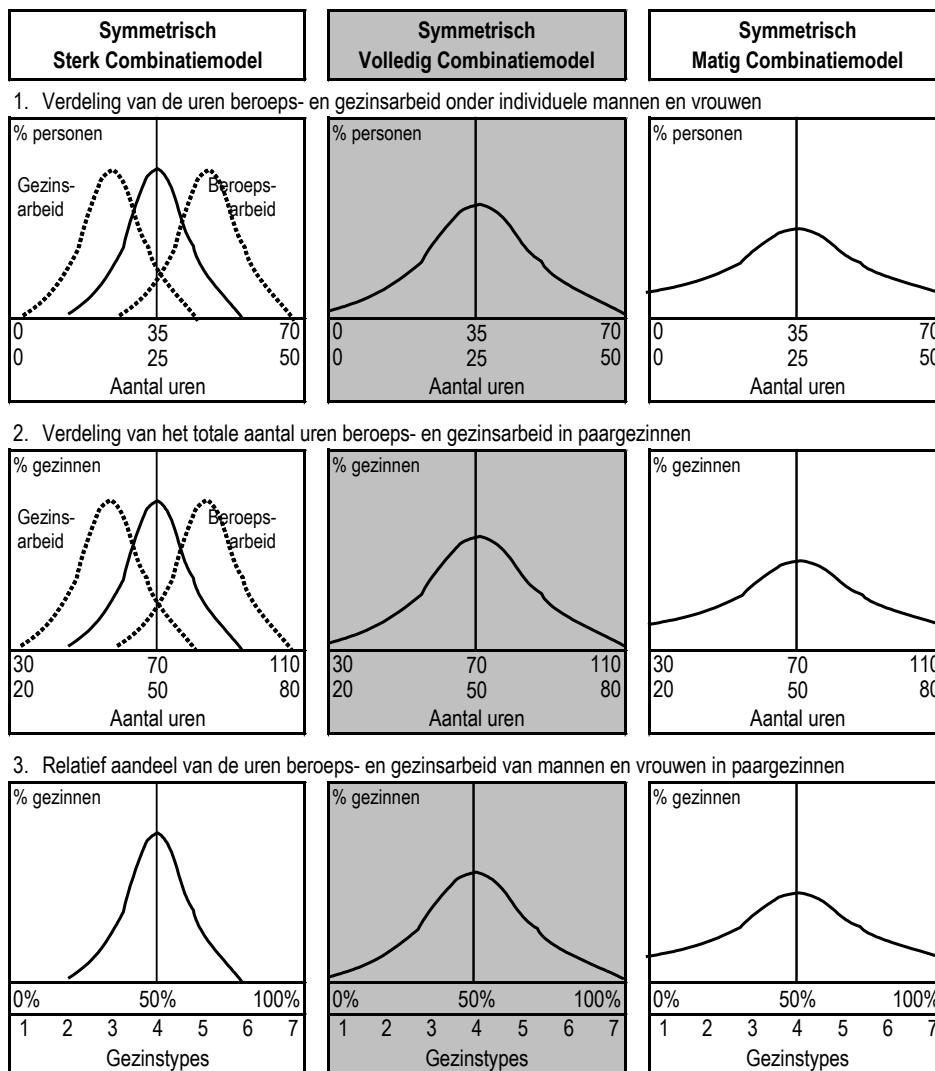 Symmetrisch
Sterk Combinatiemodel
Symmetrisch
Volledig Combinatiemodel
Symmetrisch
Matig Combinatiemodel
1. Verdeling van de uren beroeps- en gezinsarbeid onder individuele mannen en vrouwen
% personen
Gezins-
arbeid
Beroeps-
arbeid
0 35 70
0 25 50
Aantal uren
% personen
0 35 70
0 25 50
Aantal uren
% personen
0 35 70
0 25 50
Aantal uren
2. Verdeling van het totale aantal uren beroeps- en gezinsarbeid in paargezinnen
% gezinnen
Gezins-
arbeid
Beroeps-
arbeid
30 70 110
20 50 80
Aantal uren
% gezinnen
30 70 110
20 50 80
Aantal uren
% gezinnen
30 70 110
20 50 80
Aantal uren
3. Relatief aandeel van de uren beroeps- en gezinsarbeid van mannen en vrouwen in paargezinnen
% gezinnen
0% 50% 100%
1 2 3 4 5 6 7
Gezinstypes
% gezinnen
0% 50% 100%
1 2 3 4 5 6 7
Gezinstypes
% gezinnen
0% 50% 100%
1 2 3 4 5 6 7
Gezinstypes